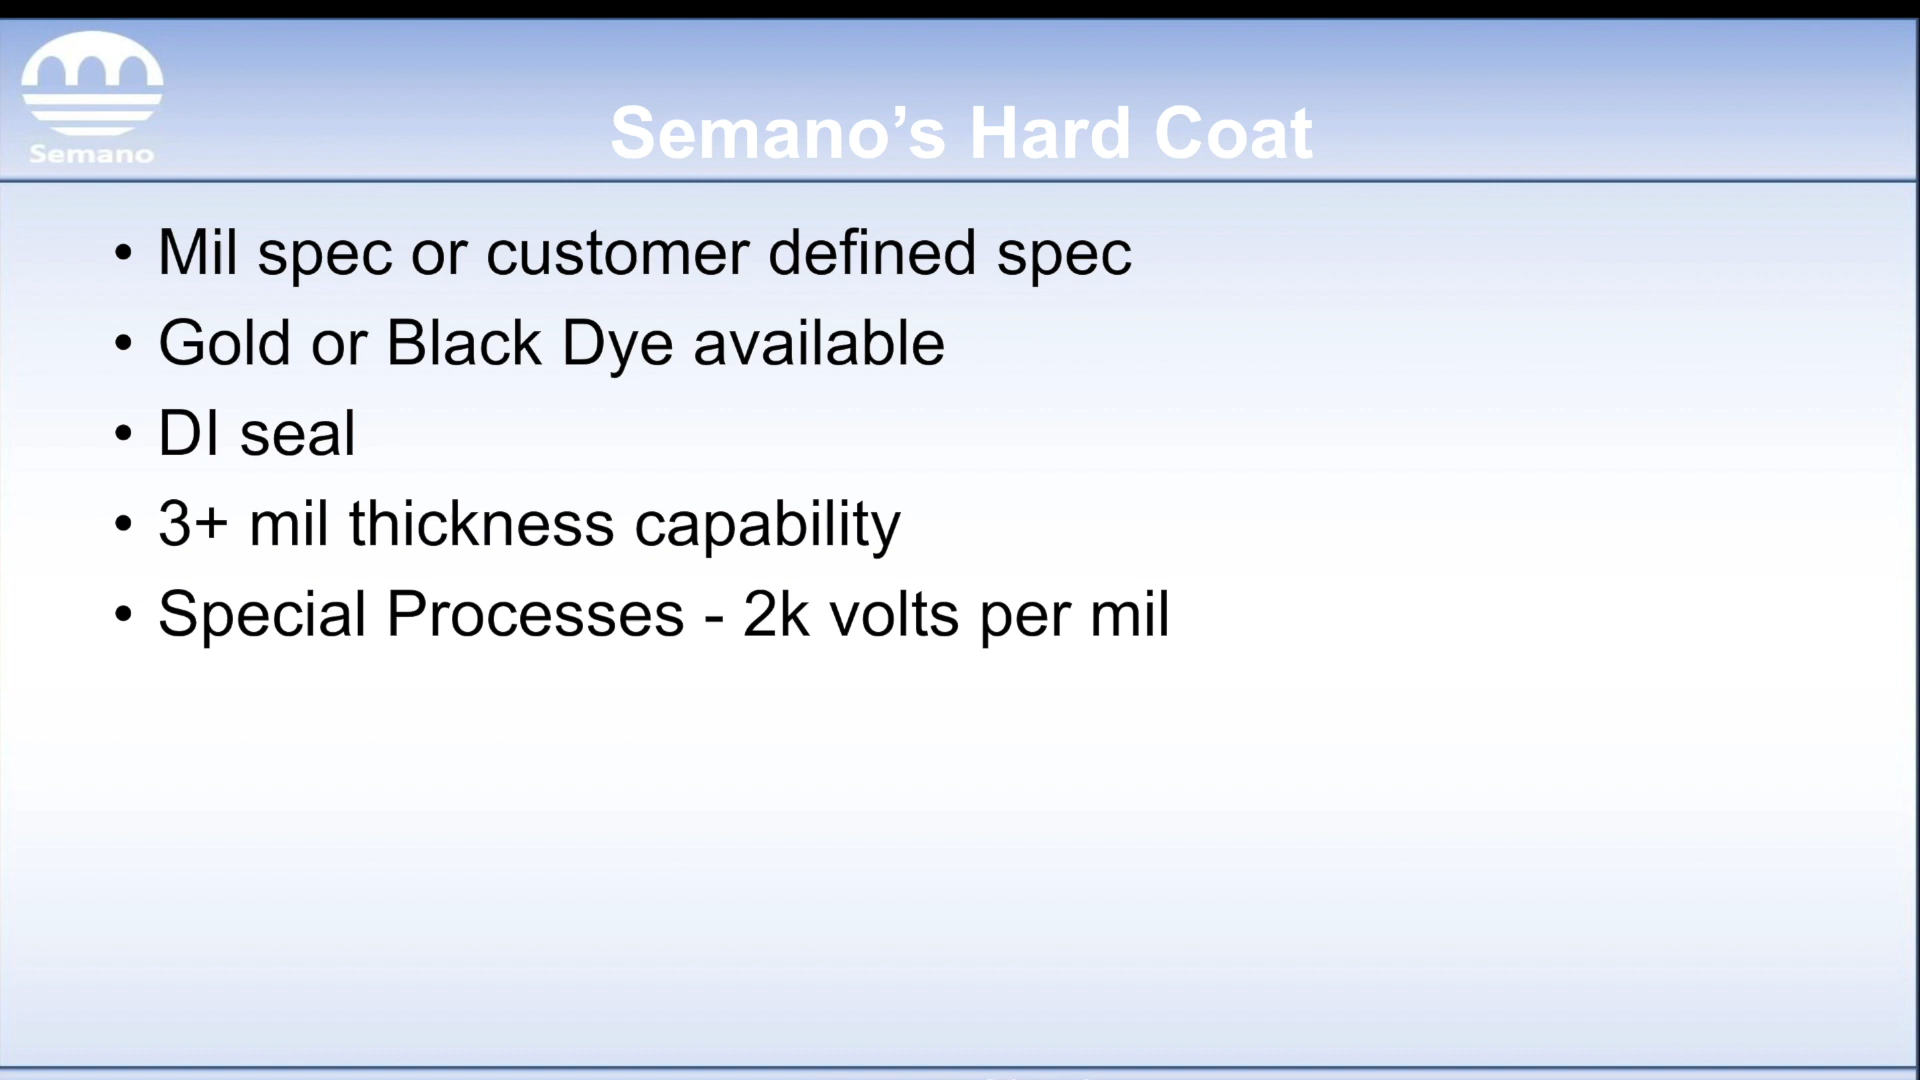 Semano
Semano’s Hard Coat
• Mil spec or customer defined spec
• Gold or Black Dye available
• DI seal
• 3+ mil thickness capability
• Special Processes - 2k volts per mil